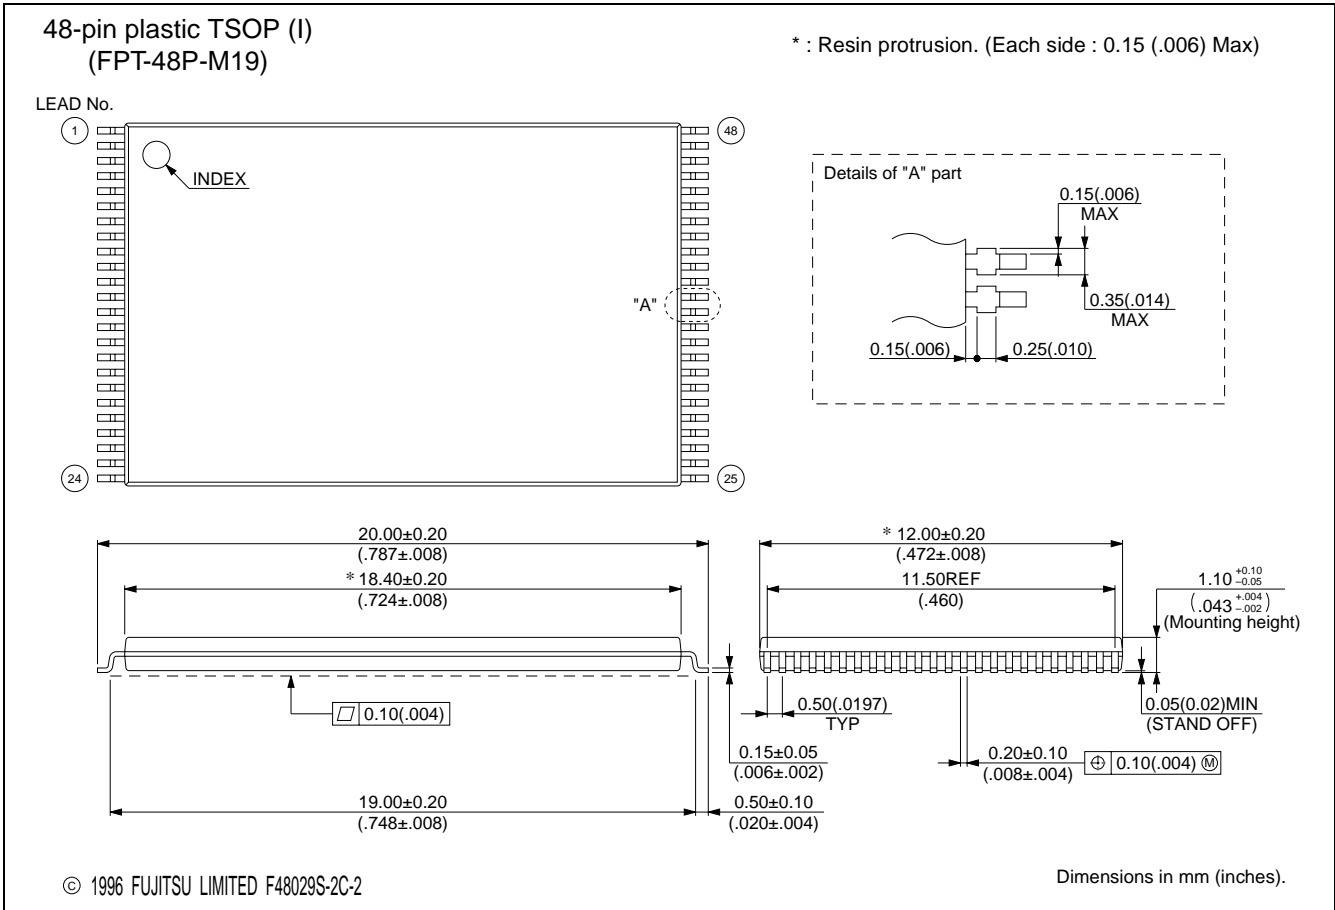 48-pin plastic TSOP (I)
(FPT-48P-M19)
* : Resin protrusion. (Each side : 0.15 (.006) Max)
LEAD No.
1
48
INDEX
"A"
24
25
Details of "A" part
0.15(.006)
MAX
0.35(.014)
MAX
0.15(.006)
0.25(.010)
20.00±0.20
(.787±.008)
* 18.40±0.20
(.724±.008)
0.10(.004)
0.15±0.05
(.006±.002)
19.00±0.20
(.748±.008)
0.50±0.10
(.020±.004)
* 12.00±0.20
(.472±.008)
11.50REF
(.460)
1.10 +0.10 –0.05
(.043 +.004 –.002)
(Mounting height)
0.50(.0197)
TYP
0.05(0.02)MIN
(STAND OFF)
0.20±0.10
(.008±.004)
0.10(.004) Ⓜ
© 1996 FUJITSU LIMITED F48029S-2C-2
Dimensions in mm (inches).